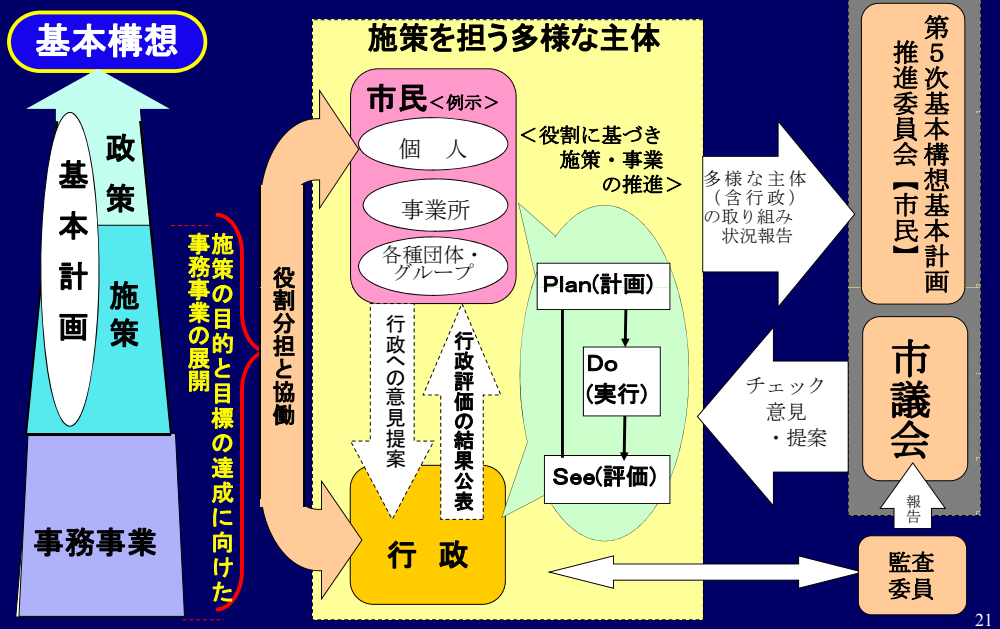 基本構想
政策
基本計画
施策
事務事業
施策の目的と目標の達成に向けた
事務事業の展開
役割分担と協働
施策を担う多様な主体
市民＜例示＞
個　人
事業所
各種団体・
グループ
＜役割に基づき
施策・事業
の推進＞
Plan(計画)
Do
(実行)
See(評価)
行政への意見提案
行政評価の結果公表
行 政
多様な主体
（含行政）
の取り組み
状況報告
第５次基本構想基本計画
推進委員会【市民】
チェック
意見
・提案
市議会
報告
監査
委員
21